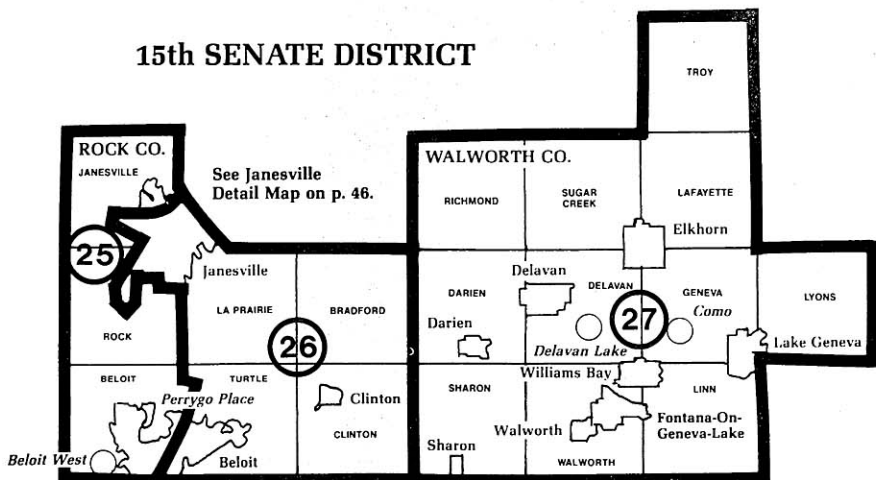 15th SENATE DISTRICT
TROY
ROCK CO.
JANESVILLE
See Janesville
Detail Map on p. 46.
WALWORTH CO.
RICHMOND
SUGAR
CREEK
LAFAYETTE
Elkhorn
25
Janesville
Delavan
LA PRAIRIE
BRADFORD
DARIEN
DELAVAN
GENEVA
LYONS
Como
ROCK
26
Darien
27
Delavan Lake
Lake Geneva
BELOIT
TURTLE
Williams Bay
Perrygo Place
Clinton
SHARON
LINN
Walworth
Fontana-On-
Geneva-Lake
CLINTON
Beloit West
Beloit
Sharon
WALWORTH